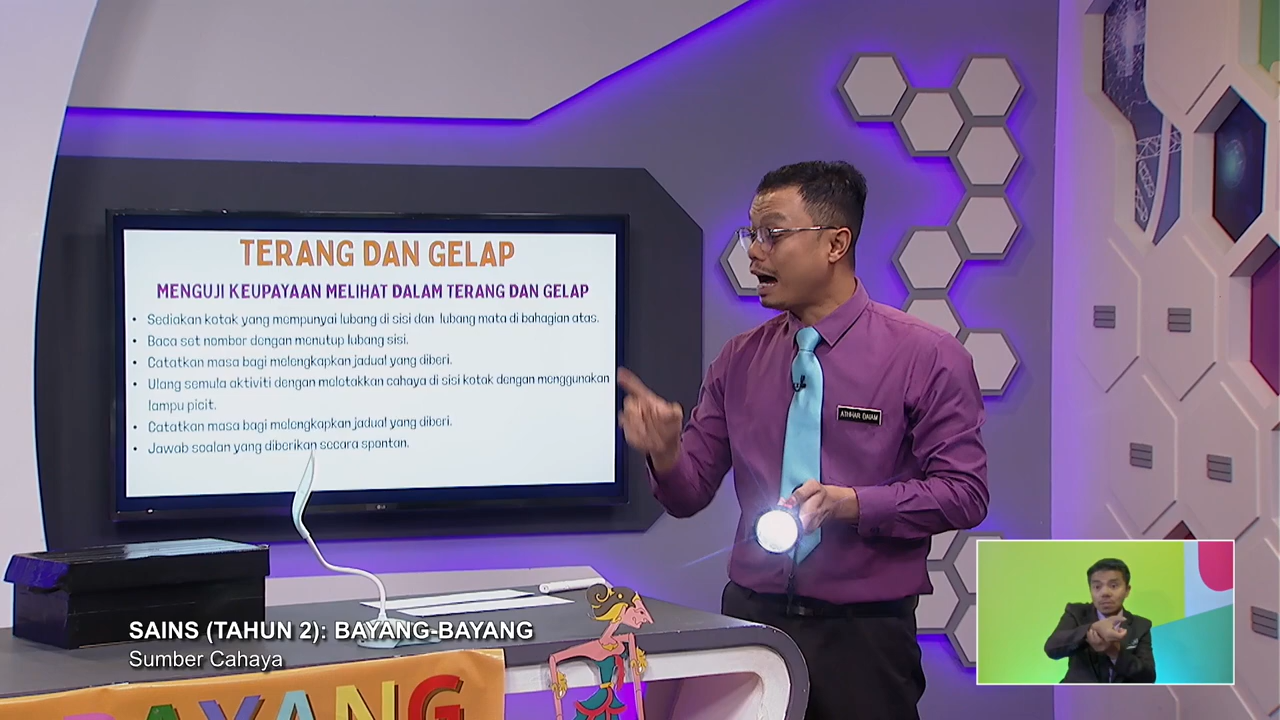 TERANG DAN GELAP
MENGUJI KEUPAYAAN MELIHAT DALAM TERANG DAN GELAP
• Sediakan kotak yang mempunyai lubang di sisi dan lubang mata di bahagian atas.
• Baca set nombor dengan menutup lubang sisi.
• Catatkan masa bagi melengkapkan jadual yang diberi.
• Ulang semula aktiviti dengan meletakkan cahaya di sisi kotak dengan menggunakan
lampu picit.
• Catatkan masa bagi melengkapkan jadual yang diberi.
• Jawab soalan yang diberikan secara spontan.
LG
ATHHAR DAIAM
SAINS (TAHUN 2): BAYANG-BAYANG
Sumber Cahaya
BAYANG